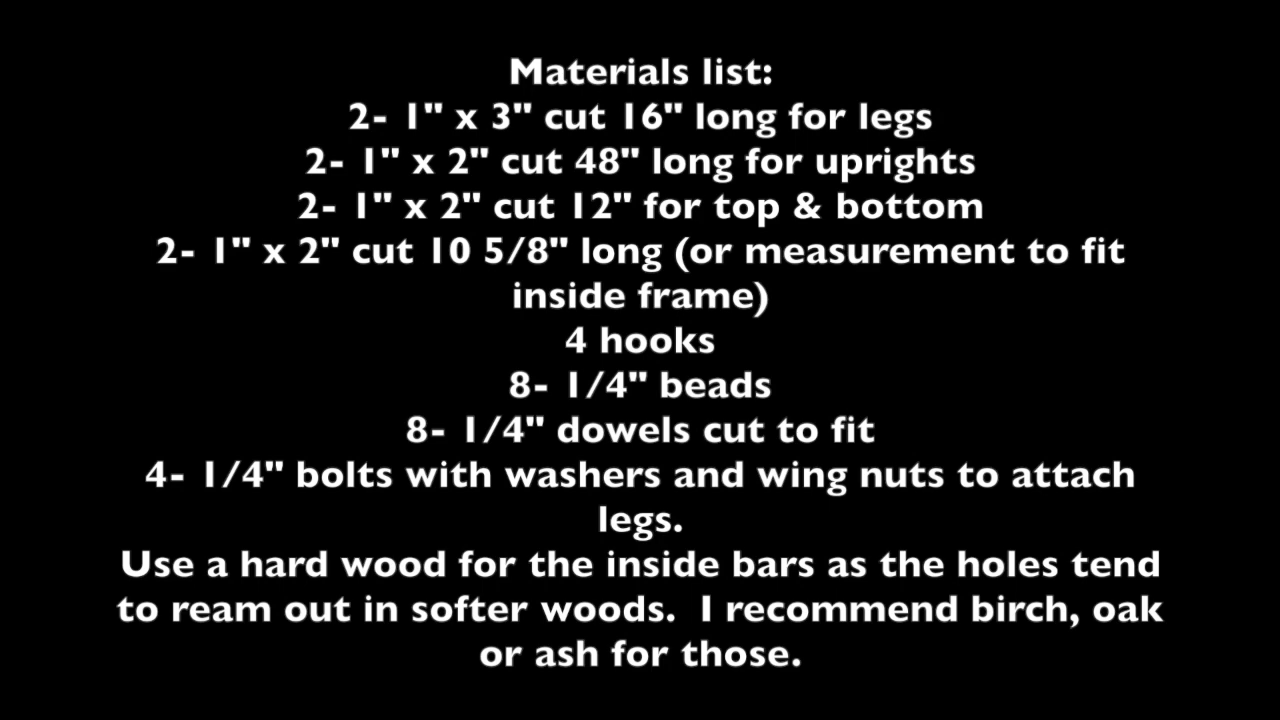 Materials list:
2- 1" x 3" cut 16" long for legs
2- 1" x 2" cut 48" long for uprights
2- 1" x 2" cut 12" for top & bottom
2- 1" x 2" cut 10 5/8" long (or measurement to fit
inside frame)
4 hooks
8- 1/4" beads
8- 1/4" dowels cut to fit
4- 1/4" bolts with washers and wing nuts to attach
legs.
Use a hard wood for the inside bars as the holes tend
to ream out in softer woods.  I recommend birch, oak
or ash for those.